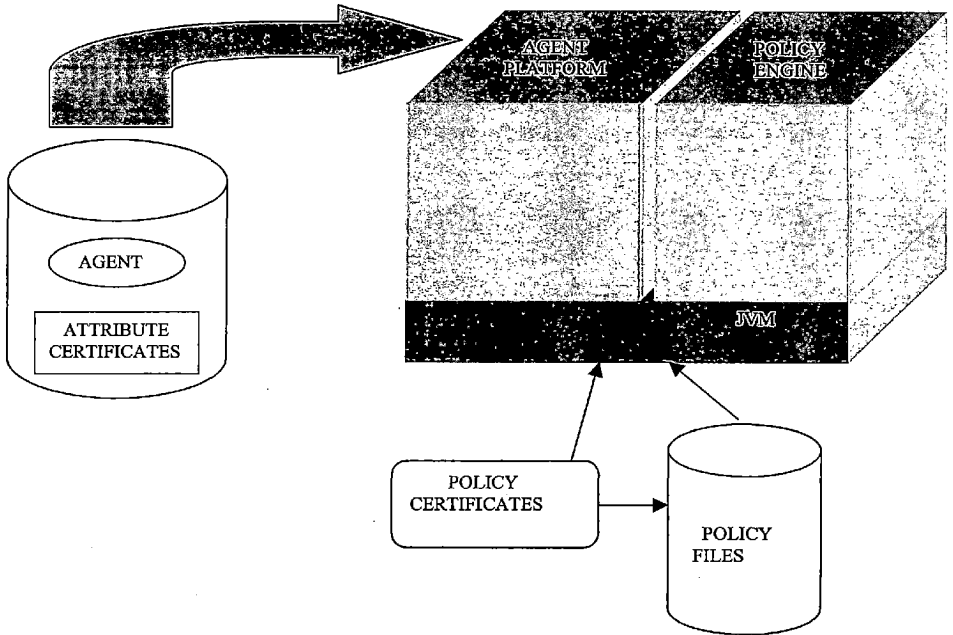 AGENT
PLATFORM
POLICY
ENGINE
AGENT
ATTRIBUTE
CERTIFICATES
JVM
POLICY
CERTIFICATES
POLICY
FILES